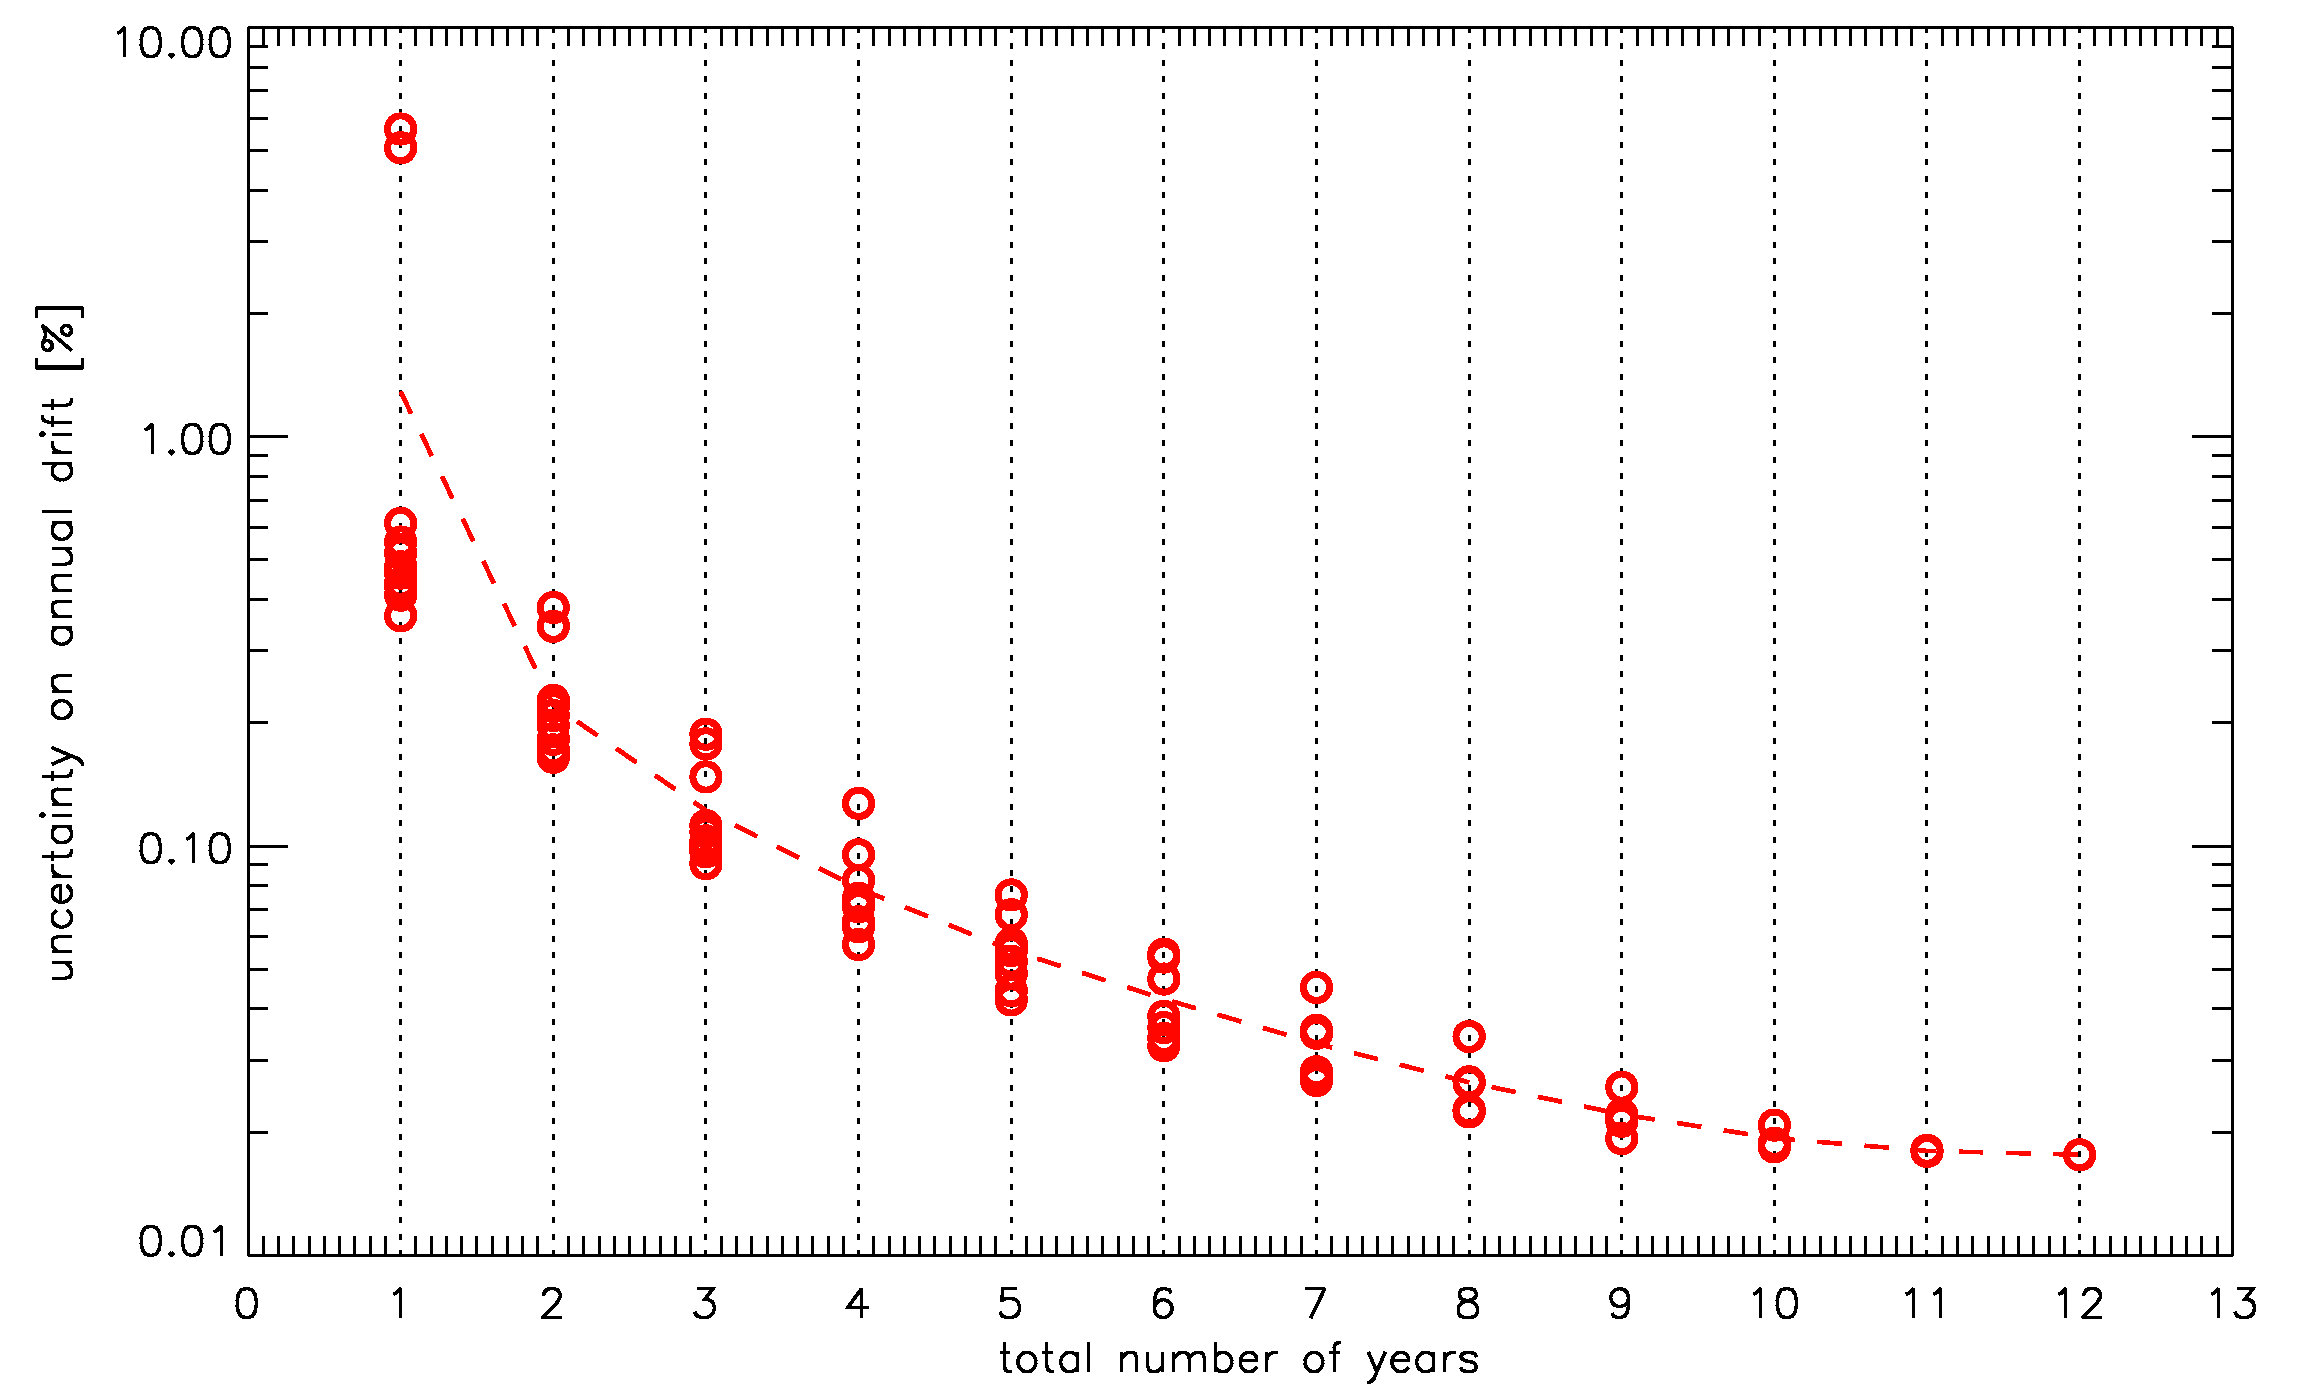 10.00
1.00
0.10
0.01
uncertainty on annual drift [%]
0 1 2 3 4 5 6 7 8 9 10 11 12 13
total number of years